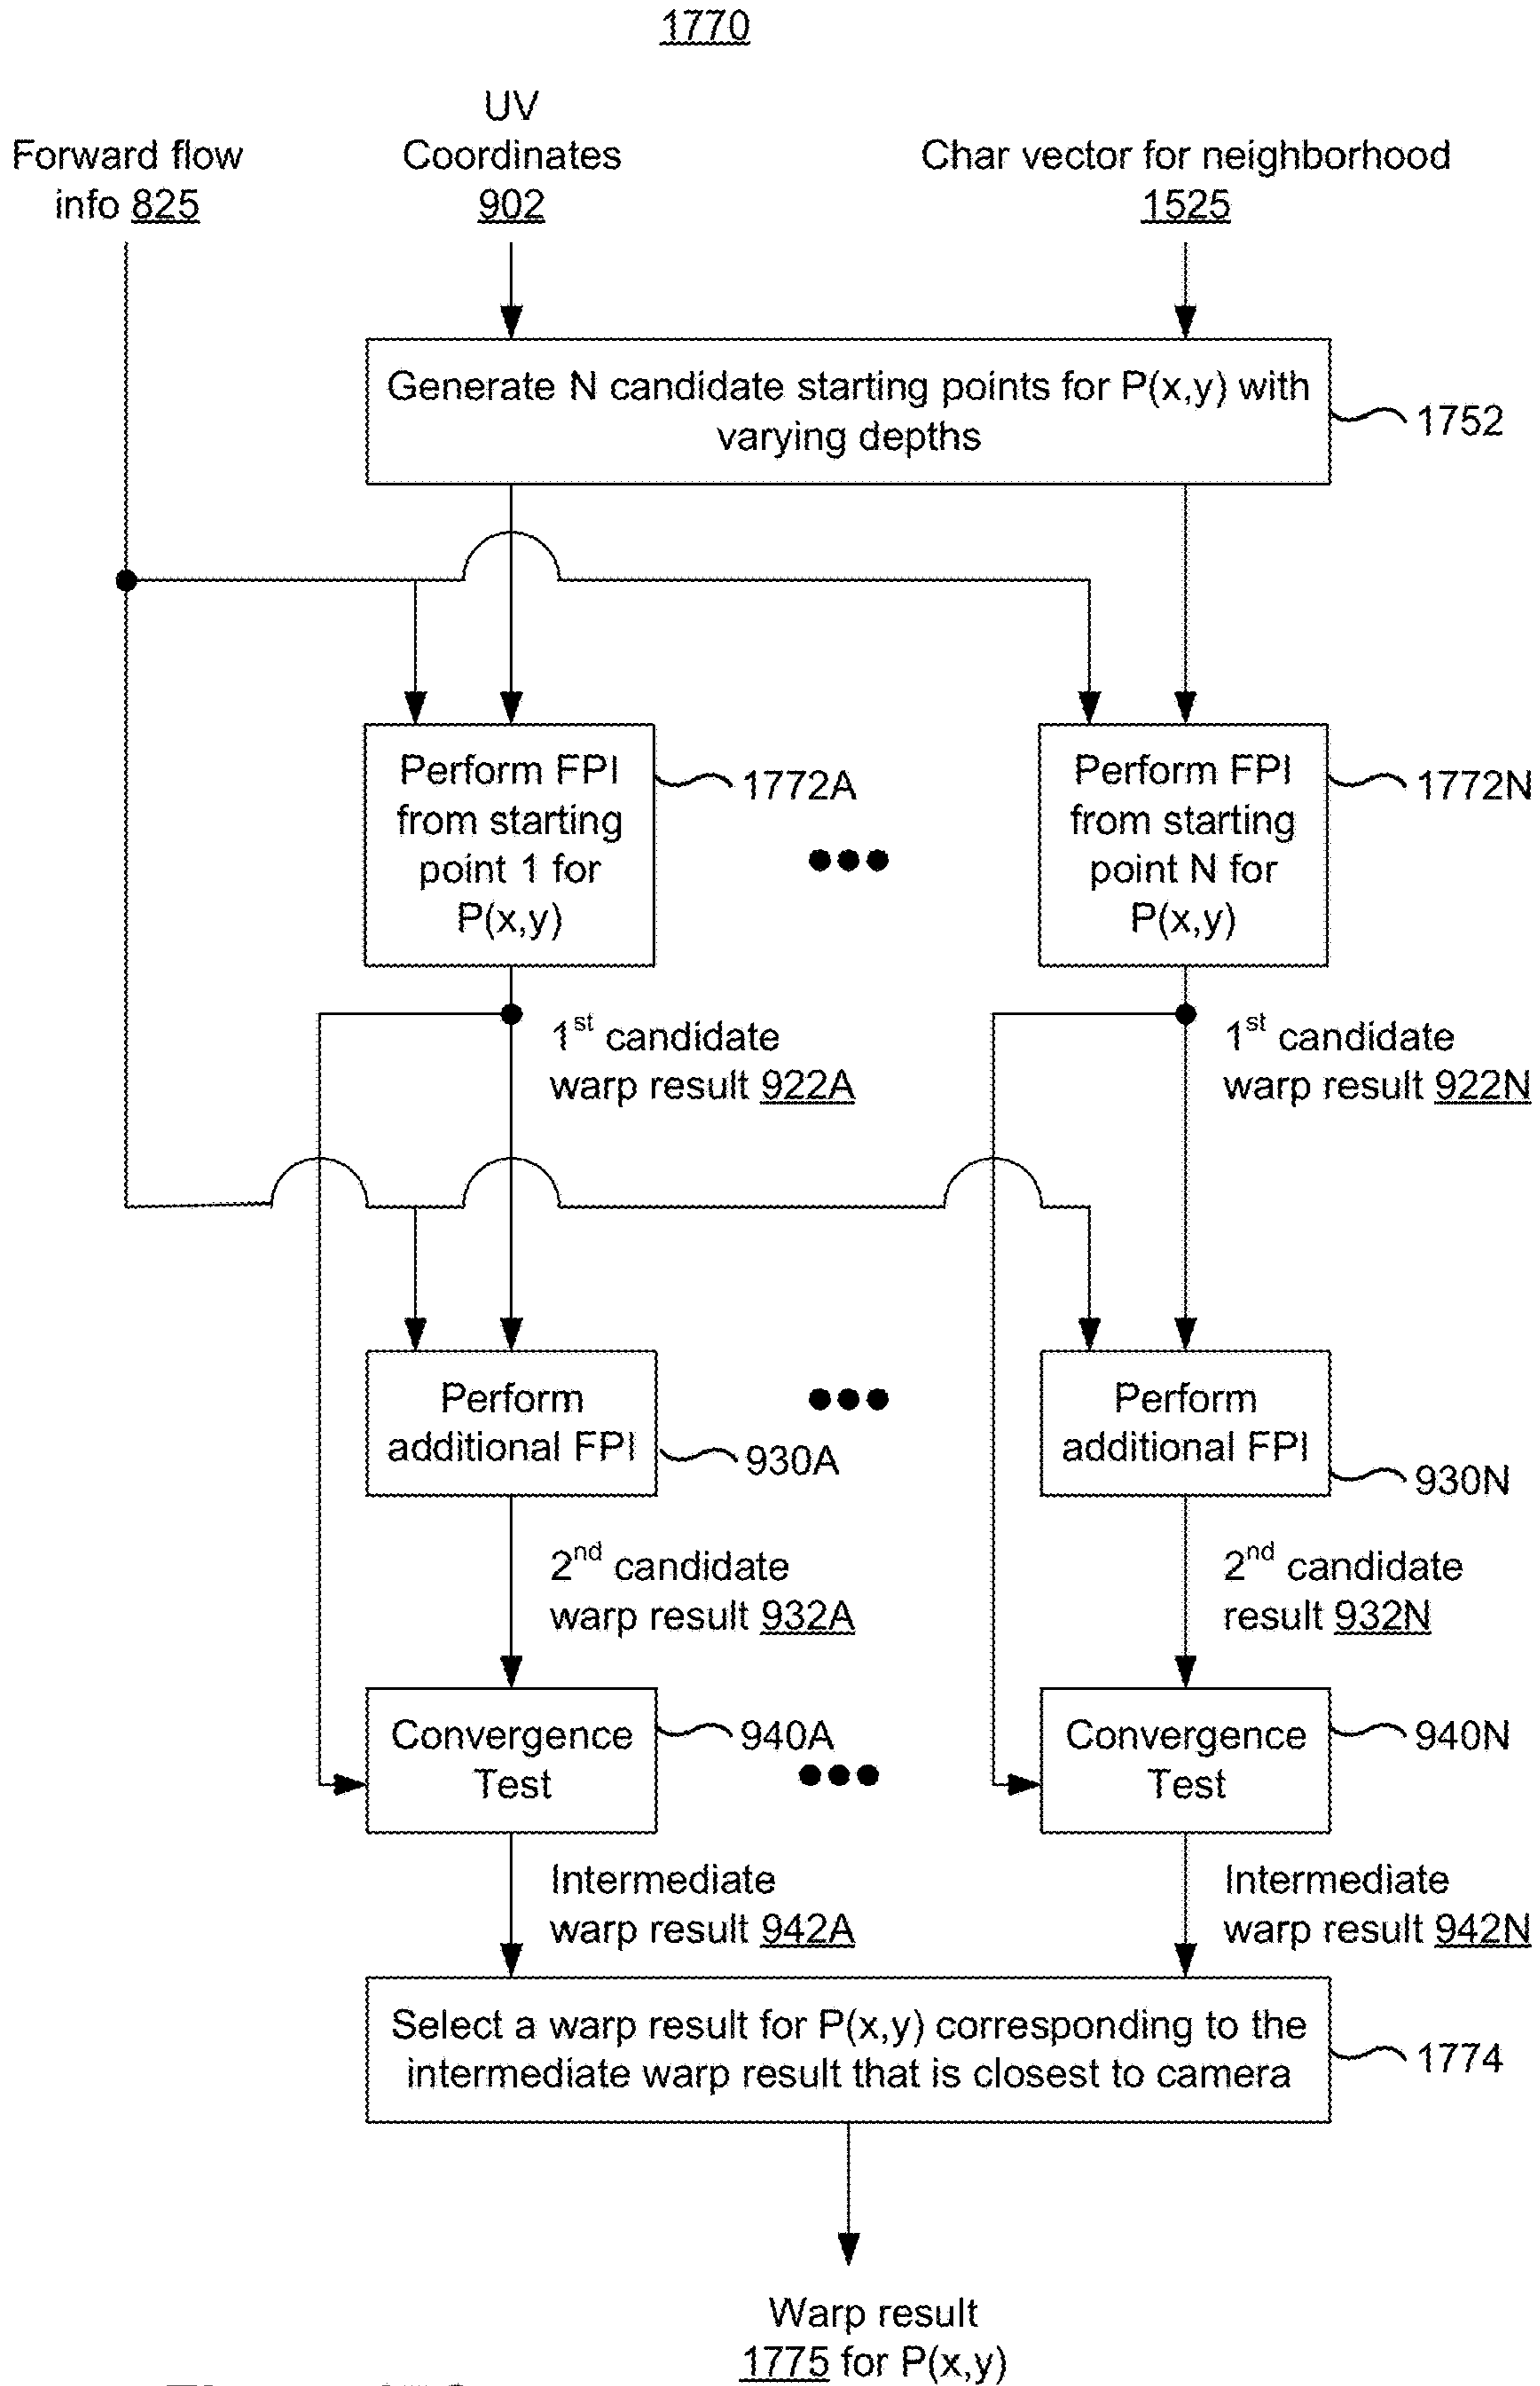 1770
Forward flow
info 825
UV
Coordinates
902
Char vector for neighborhood
1525
Generate N candidate starting points for P(x,y) with
varying depths
1752
Perform FPI
from starting
point 1 for
P(x,y)
1772A
Perform FPI
from starting
point N for
P(x,y)
1772N
1st candidate
warp result 922A
1st candidate
warp result 922N
Perform
additional FPI
930A
Perform
additional FPI
930N
2nd candidate
warp result 932A
2nd candidate
result 932N
Convergence
Test
940A
Convergence
Test
940N
Intermediate
warp result 942A
Intermediate
warp result 942N
Select a warp result for P(x,y) corresponding to the
intermediate warp result that is closest to camera
1774
Warp result
1775 for P(x,y)